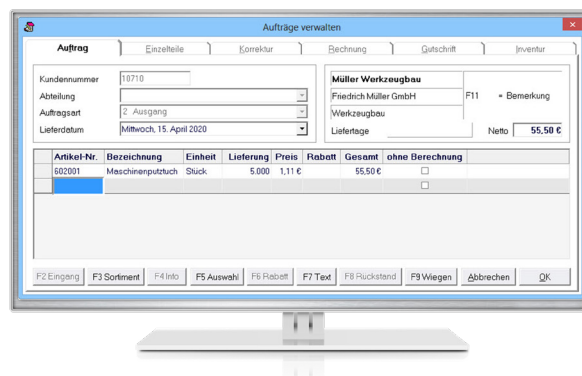 Aufträge verwalten
Auftrag Einzelteile Korrektur Rechnung Gutschrift Inventur
Kundennummer 10710
Abteilung
Auftragsart 2 Ausgang
Lieferdatum Mittwoch, 15. April 2020
Müller Werkzeugbau
Friedrich Müller GmbH F11 = Bemerkung
Werkzeugbau
Liefertage Netto 55,50 €
Artikel-Nr. Bezeichnung Einheit Lieferung Preis Rabatt Gesamt ohne Berechnung
602001 Maschinenputztuch Stück 5.000 1,11 € 55,50 €
F2 Eingang F3 Sortiment F4 Info F5 Auswahl F6 Rabatt F7 Text F8 Rückstand F9 Wiegen Abbrechen OK